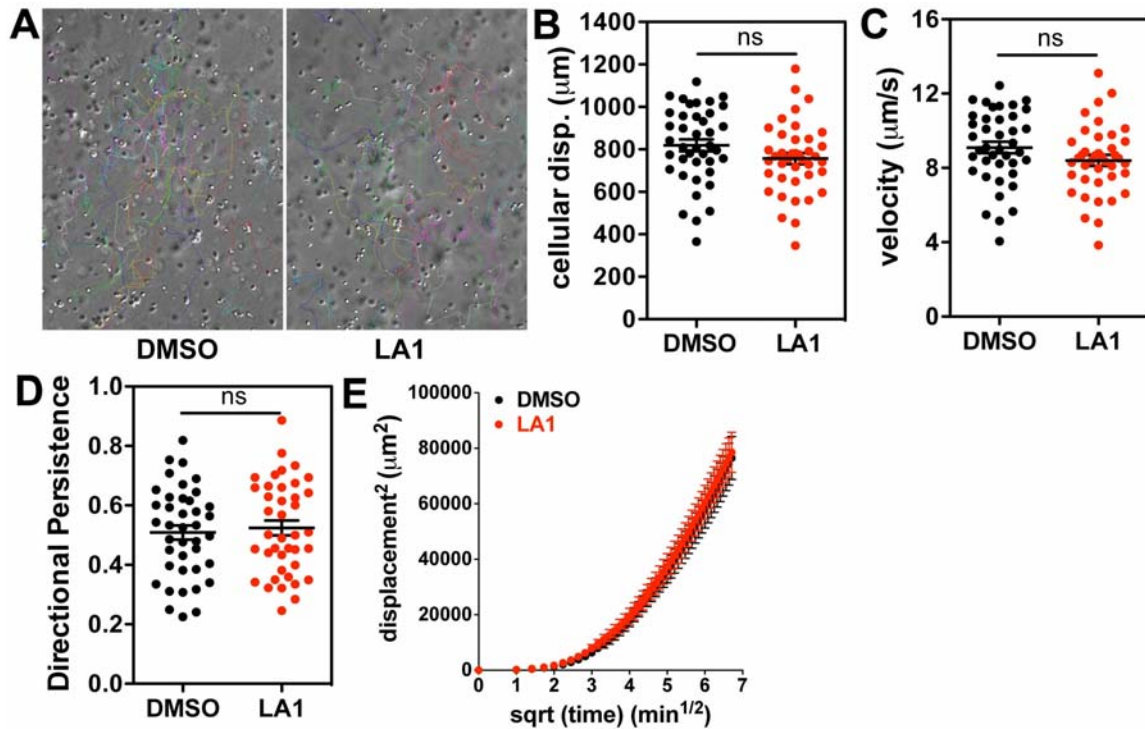 A
DMSO
LA1
B
ns
cellular disp. (μm)
1400
1200
1000
800
600
400
200
0
DMSO
LA1
C
ns
velocity (μm/s)
16
12
8
4
0
DMSO
LA1
D
ns
Directional Persistence
1.0
0.8
0.6
0.4
0.2
0.0
DMSO
LA1
E
DMSO
LA1
displacement² (μm²)
100000
80000
60000
40000
20000
0
0 1 2 3 4 5 6 7
sqrt (time) (min¹ᐟ²)